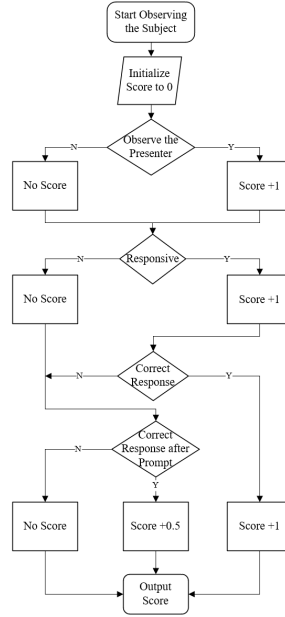 Start Observing
the Subject
Initialize
Score to 0
Observe the
Presenter
N
Y
No Score
Score +1
Responsive
N
Y
No Score
Score +1
Correct
Response
N
Y
Correct
Response after
Prompt
N
Y
No Score
Score +0.5
Score +1
Output
Score